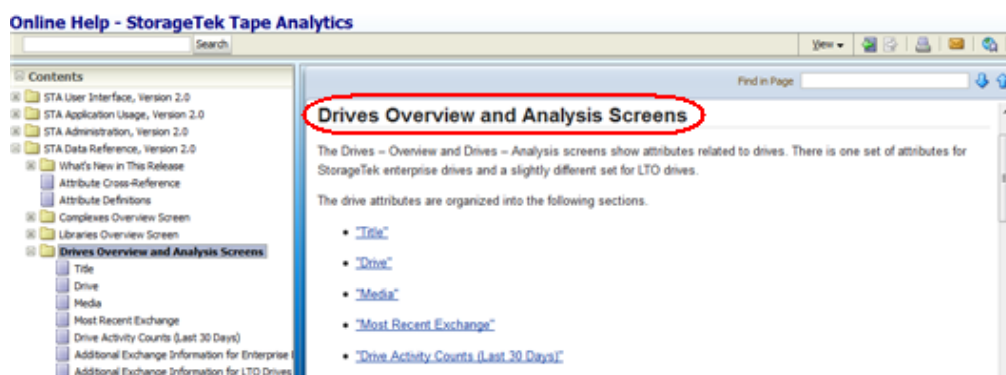 Online Help - StorageTek Tape Analytics
Search
View
Contents
STA User Interface, Version 2.0
STA Application Usage, Version 2.0
STA Administration, Version 2.0
STA Data Reference, Version 2.0
What's New in This Release
Attribute Cross-Reference
Attribute Definitions
Complexes Overview Screen
Libraries Overview Screen
Drives Overview and Analysis Screens
Title
Drive
Media
Most Recent Exchange
Drive Activity Counts (Last 30 Days)
Additional Exchange Information for Enterprise
Additional Exchange Information for LTO Drives
Find in Page
Drives Overview and Analysis Screens
The Drives – Overview and Drives – Analysis screens show attributes related to drives. There is one set of attributes for
StorageTek enterprise drives and a slightly different set for LTO drives.
The drive attributes are organized into the following sections.
• "Title"
• "Drive"
• "Media"
• "Most Recent Exchange"
• "Drive Activity Counts (Last 30 Days)"